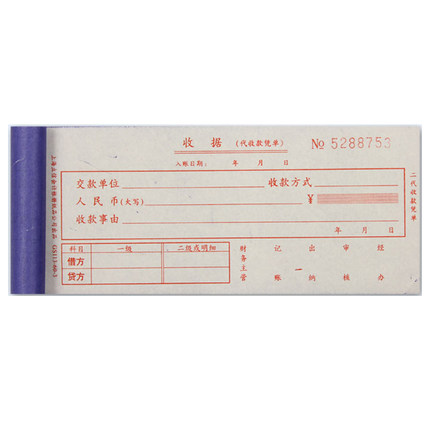 收 据 (代收款凭单) № 5288753
入账日期: 年 月 日
交款单位 收款方式
人民币(大写) ¥
收款事由
年 月 日
科目 一级 二级或明细
借方
贷方
财务主管
记账
出纳
审核
经办
二代收款凭单